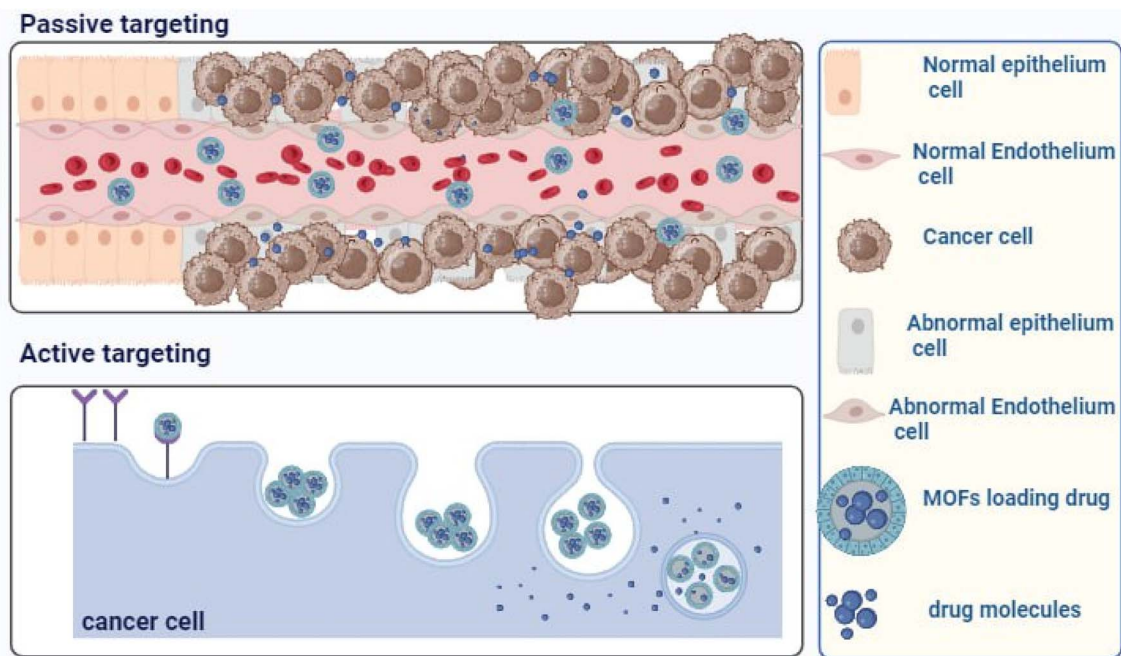 Passive targeting
Normal epithelium
cell
Normal Endothelium
cell
Cancer cell
Abnormal epithelium
cell
Abnormal Endothelium
cell
MOFs loading drug
drug molecules
Active targeting
cancer cell